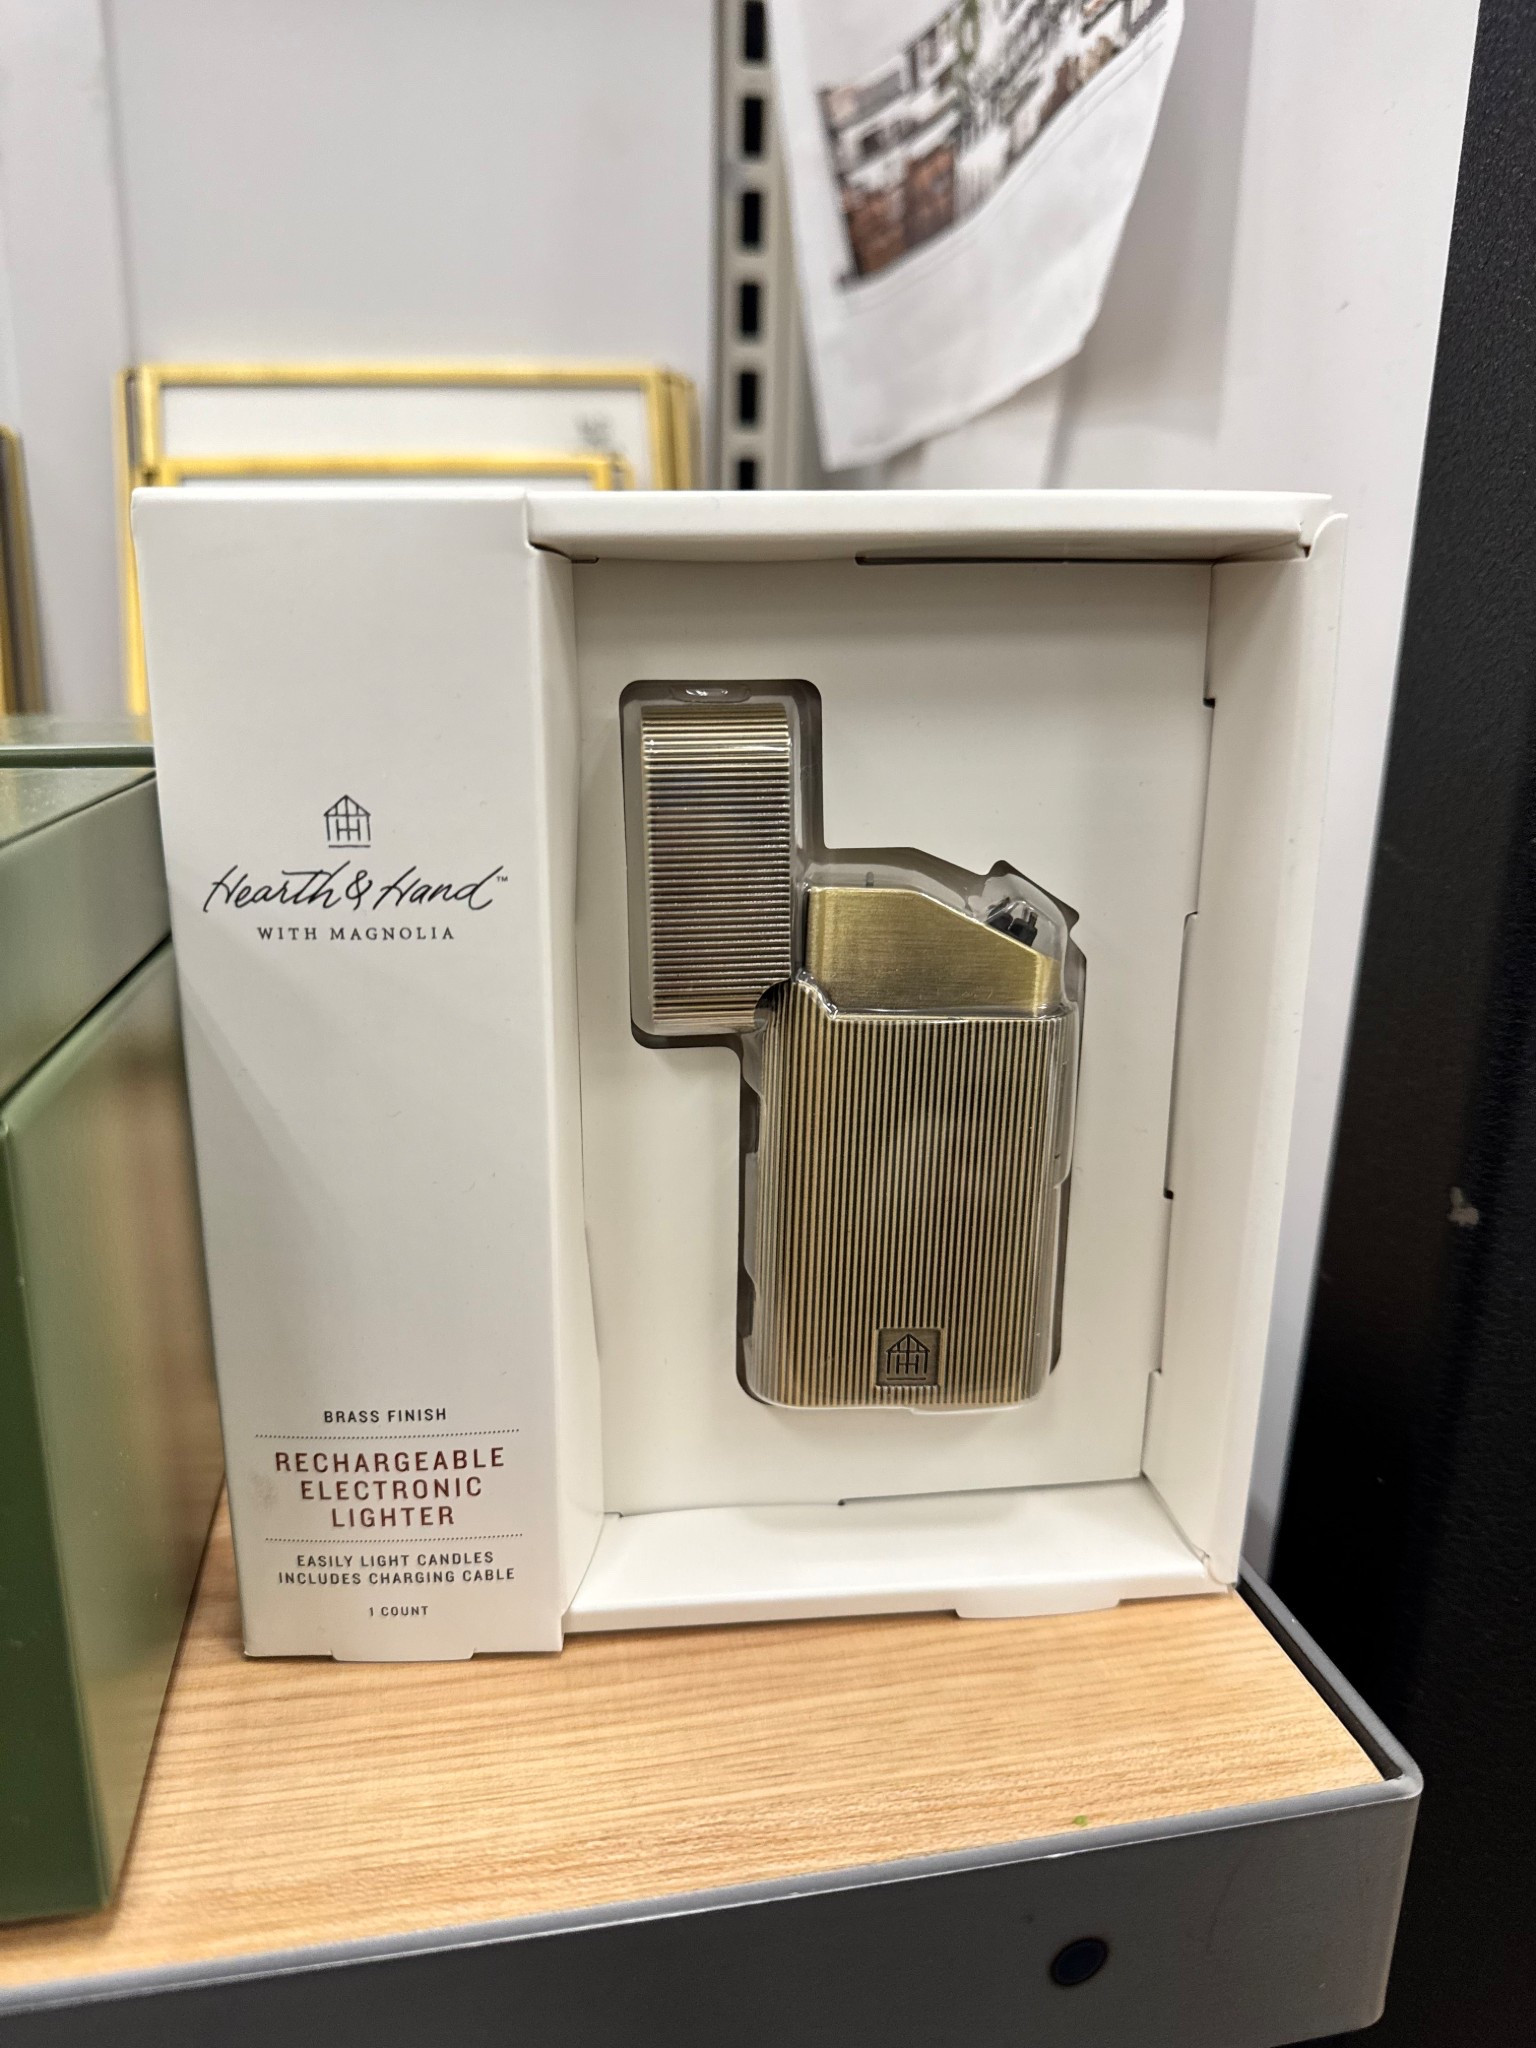 Hearth & Hand™
WITH MAGNOLIA
BRASS FINISH
RECHARGEABLE
ELECTRONIC
LIGHTER
EASILY LIGHT CANDLES
INCLUDES CHARGING CABLE
1 COUNT